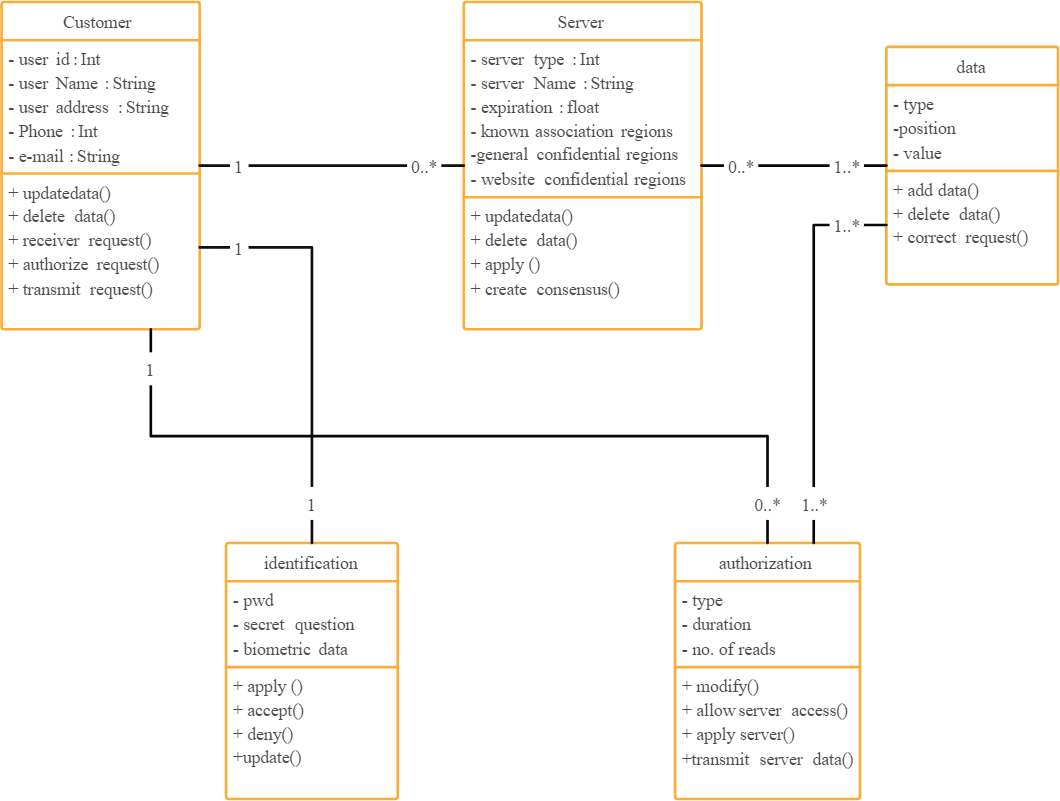 Customer
- user id : Int
- user Name : String
- user address : String
- Phone : Int
- e-mail : String
+ updatedata()
+ delete data()
+ receiver request()
+ authorize request()
+ transmit request()
1
0..*
1
1
Server
- server type : Int
- server Name : String
- expiration : float
- known association regions
-general confidential regions
- website confidential regions
+ updatedata()
+ delete data()
+ apply ()
+ create consensus()
0..*
1..*
1..*
data
- type
-position
- value
+ add data()
+ delete data()
+ correct request()
1
0..*
1..*
identification
- pwd
- secret question
- biometric data
+ apply ()
+ accept()
+ deny()
+update()
authorization
- type
- duration
- no. of reads
+ modify()
+ allow server access()
+ apply server()
+transmit server data()